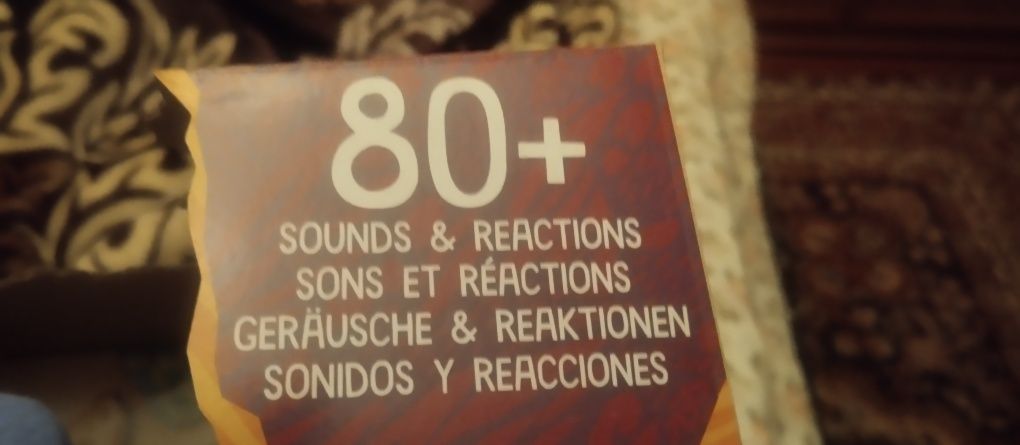 80+
SOUNDS & REACTIONS
SONS ET RÉACTIONS
GERÄUSCHE & REAKTIONEN
SONIDOS Y REACCIONES